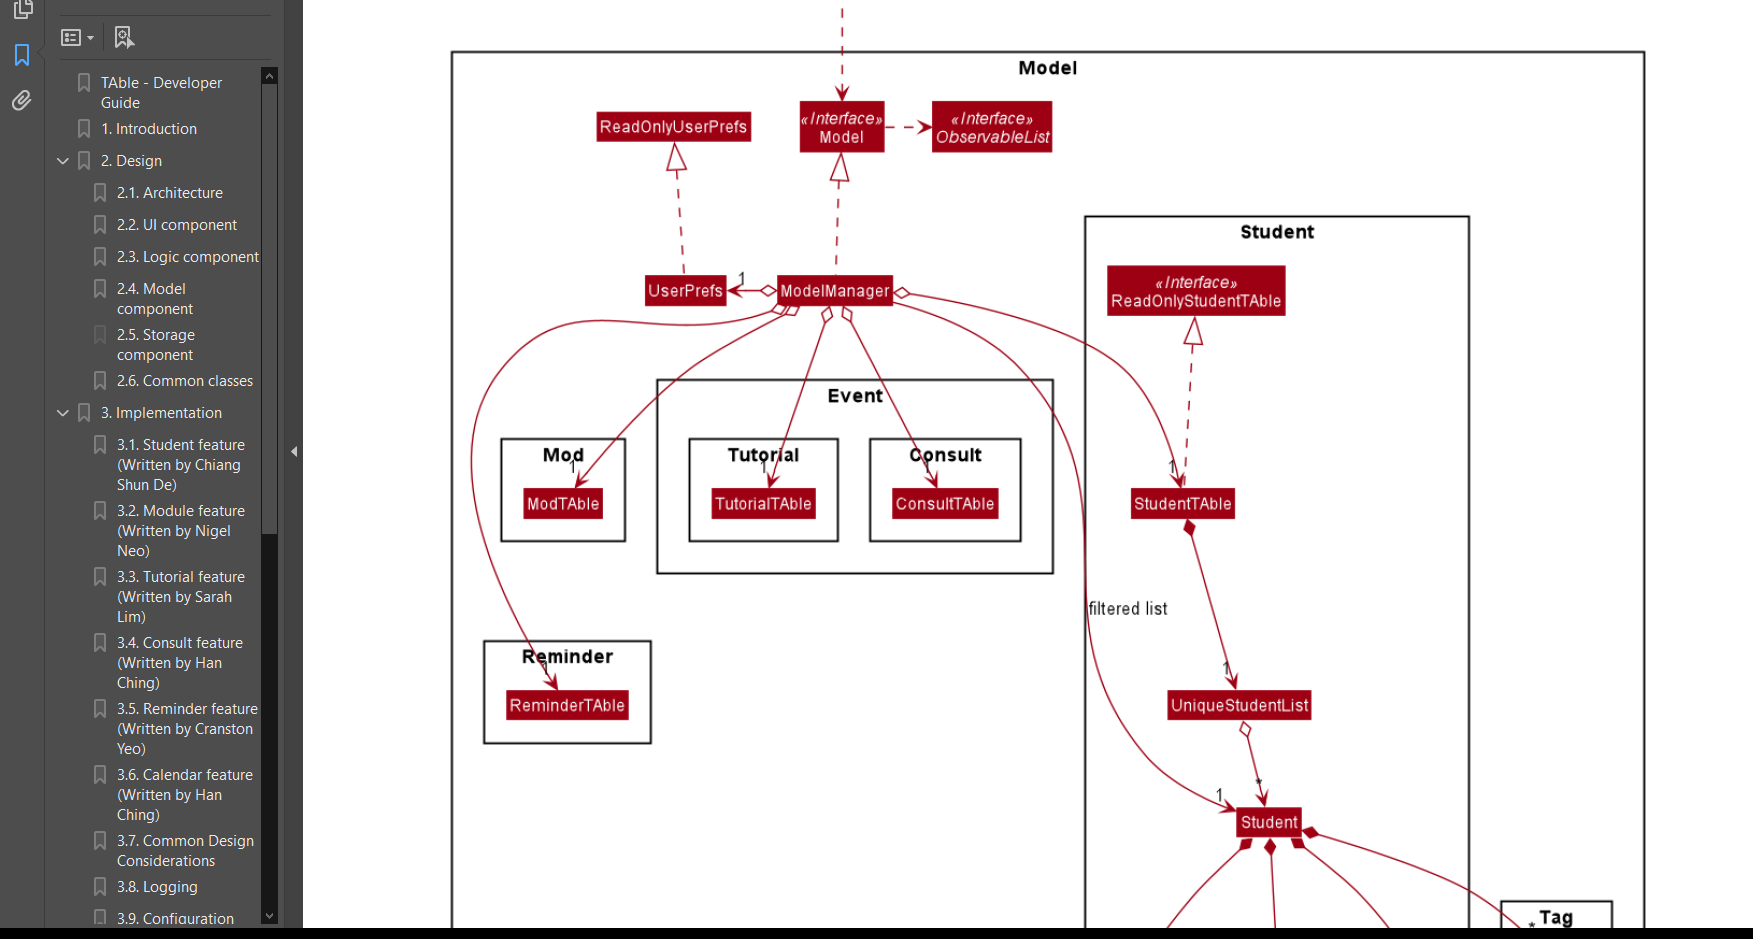 TAble - Developer
Guide
1. Introduction
2. Design
2.1. Architecture
2.2. UI component
2.3. Logic component
2.4. Model
component
2.5. Storage
component
2.6. Common classes
3. Implementation
3.1. Student feature
(Written by Chiang
Shun De)
3.2. Module feature
(Written by Nigel
Neo)
3.3. Tutorial feature
(Written by Sarah
Lim)
3.4. Consult feature
(Written by Han
Ching)
3.5. Reminder feature
(Written by Cranston
Yeo)
3.6. Calendar feature
(Written by Han
Ching)
3.7. Common Design
Considerations
3.8. Logging
3.9. Configuration
Model
ReadOnlyUserPrefs
«Interface»
Model
«Interface»
ObservableList
Student
«Interface»
ReadOnlyStudentTAble
UserPrefs
1
ModelManager
Event
Mod
1
ModTAble
Tutorial
1
TutorialTAble
Consult
1
ConsultTAble
1
StudentTAble
filtered list
Reminder
1
ReminderTAble
1
UniqueStudentList
*
1
Student
Tag
*